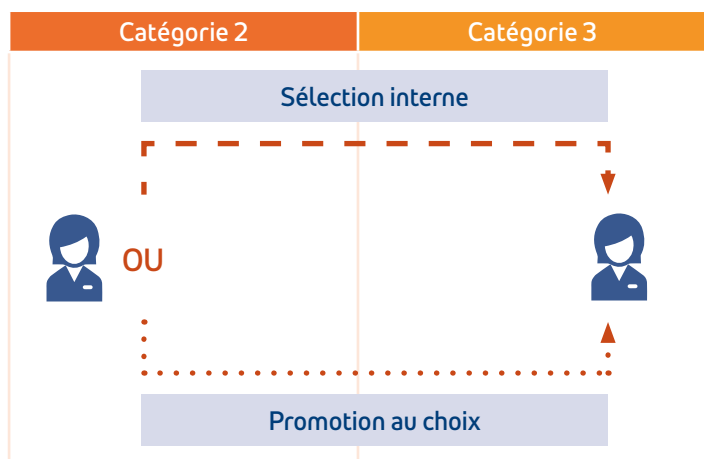 Catégorie 2
Catégorie 3
Sélection interne
OU
Promotion au choix